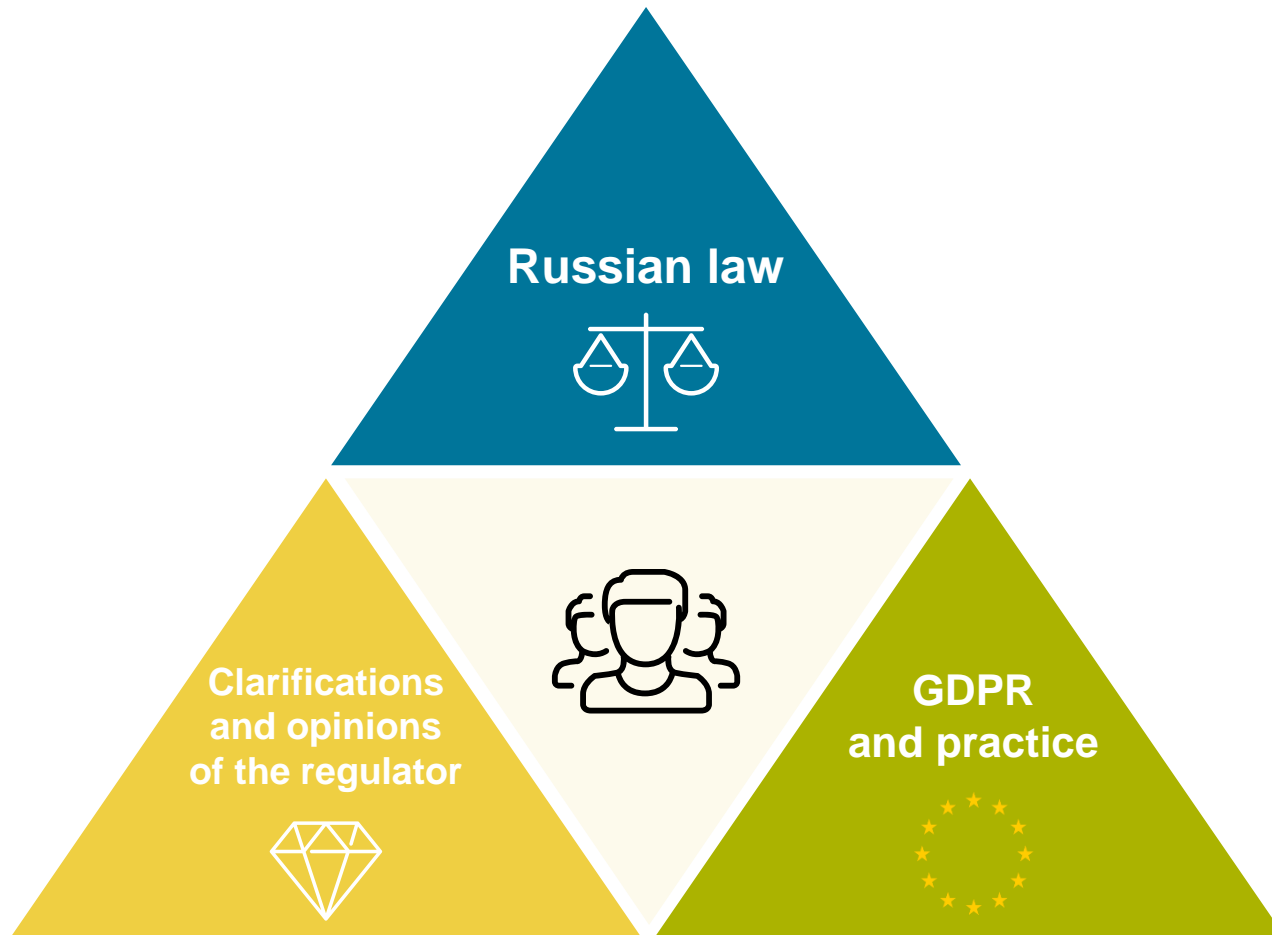 Russian law
Clarifications
and opinions
of the regulator
GDPR
and practice